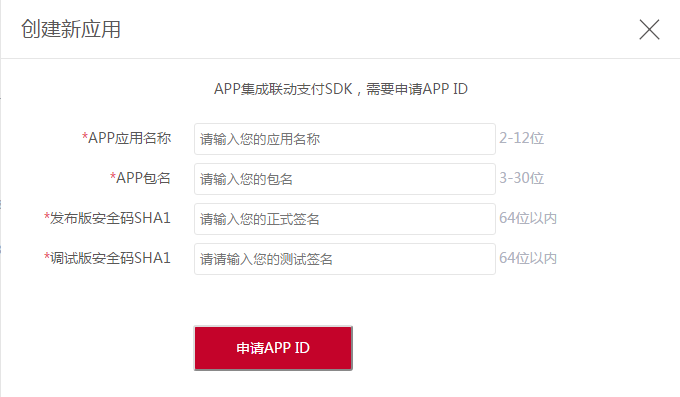 创建新应用
APP集成联动支付SDK，需要申请APP ID
*APP应用名称 请输入您的应用名称 2-12位
*APP包名 请输入您的包名 3-30位
*发布版安全码SHA1 请输入您的正式签名 64位以内
*调试版安全码SHA1 请请输入您的测试签名 64位以内
申请APP ID